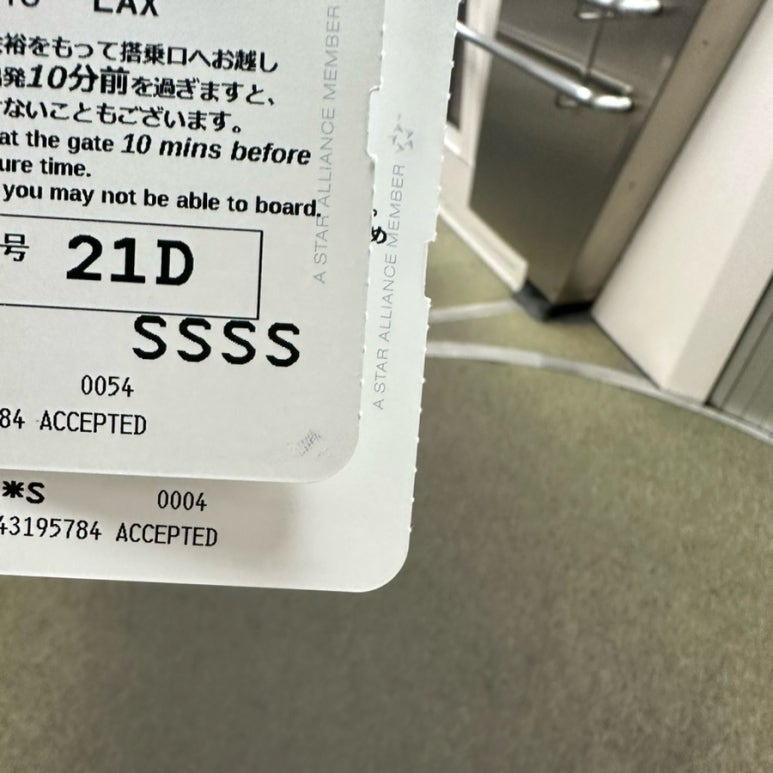 LAX
裕をもって搭乗口へお越し
発10分前を過ぎますと、
ないこともございます。
at the gate 10 mins before
ure time.
you may not be able to board.
号 21D
SSSS
0054
84 ACCEPTED
A STAR ALLIANCE MEMBER
め
A STAR ALLIANCE MEMBER
*S 0004
43195784 ACCEPTED